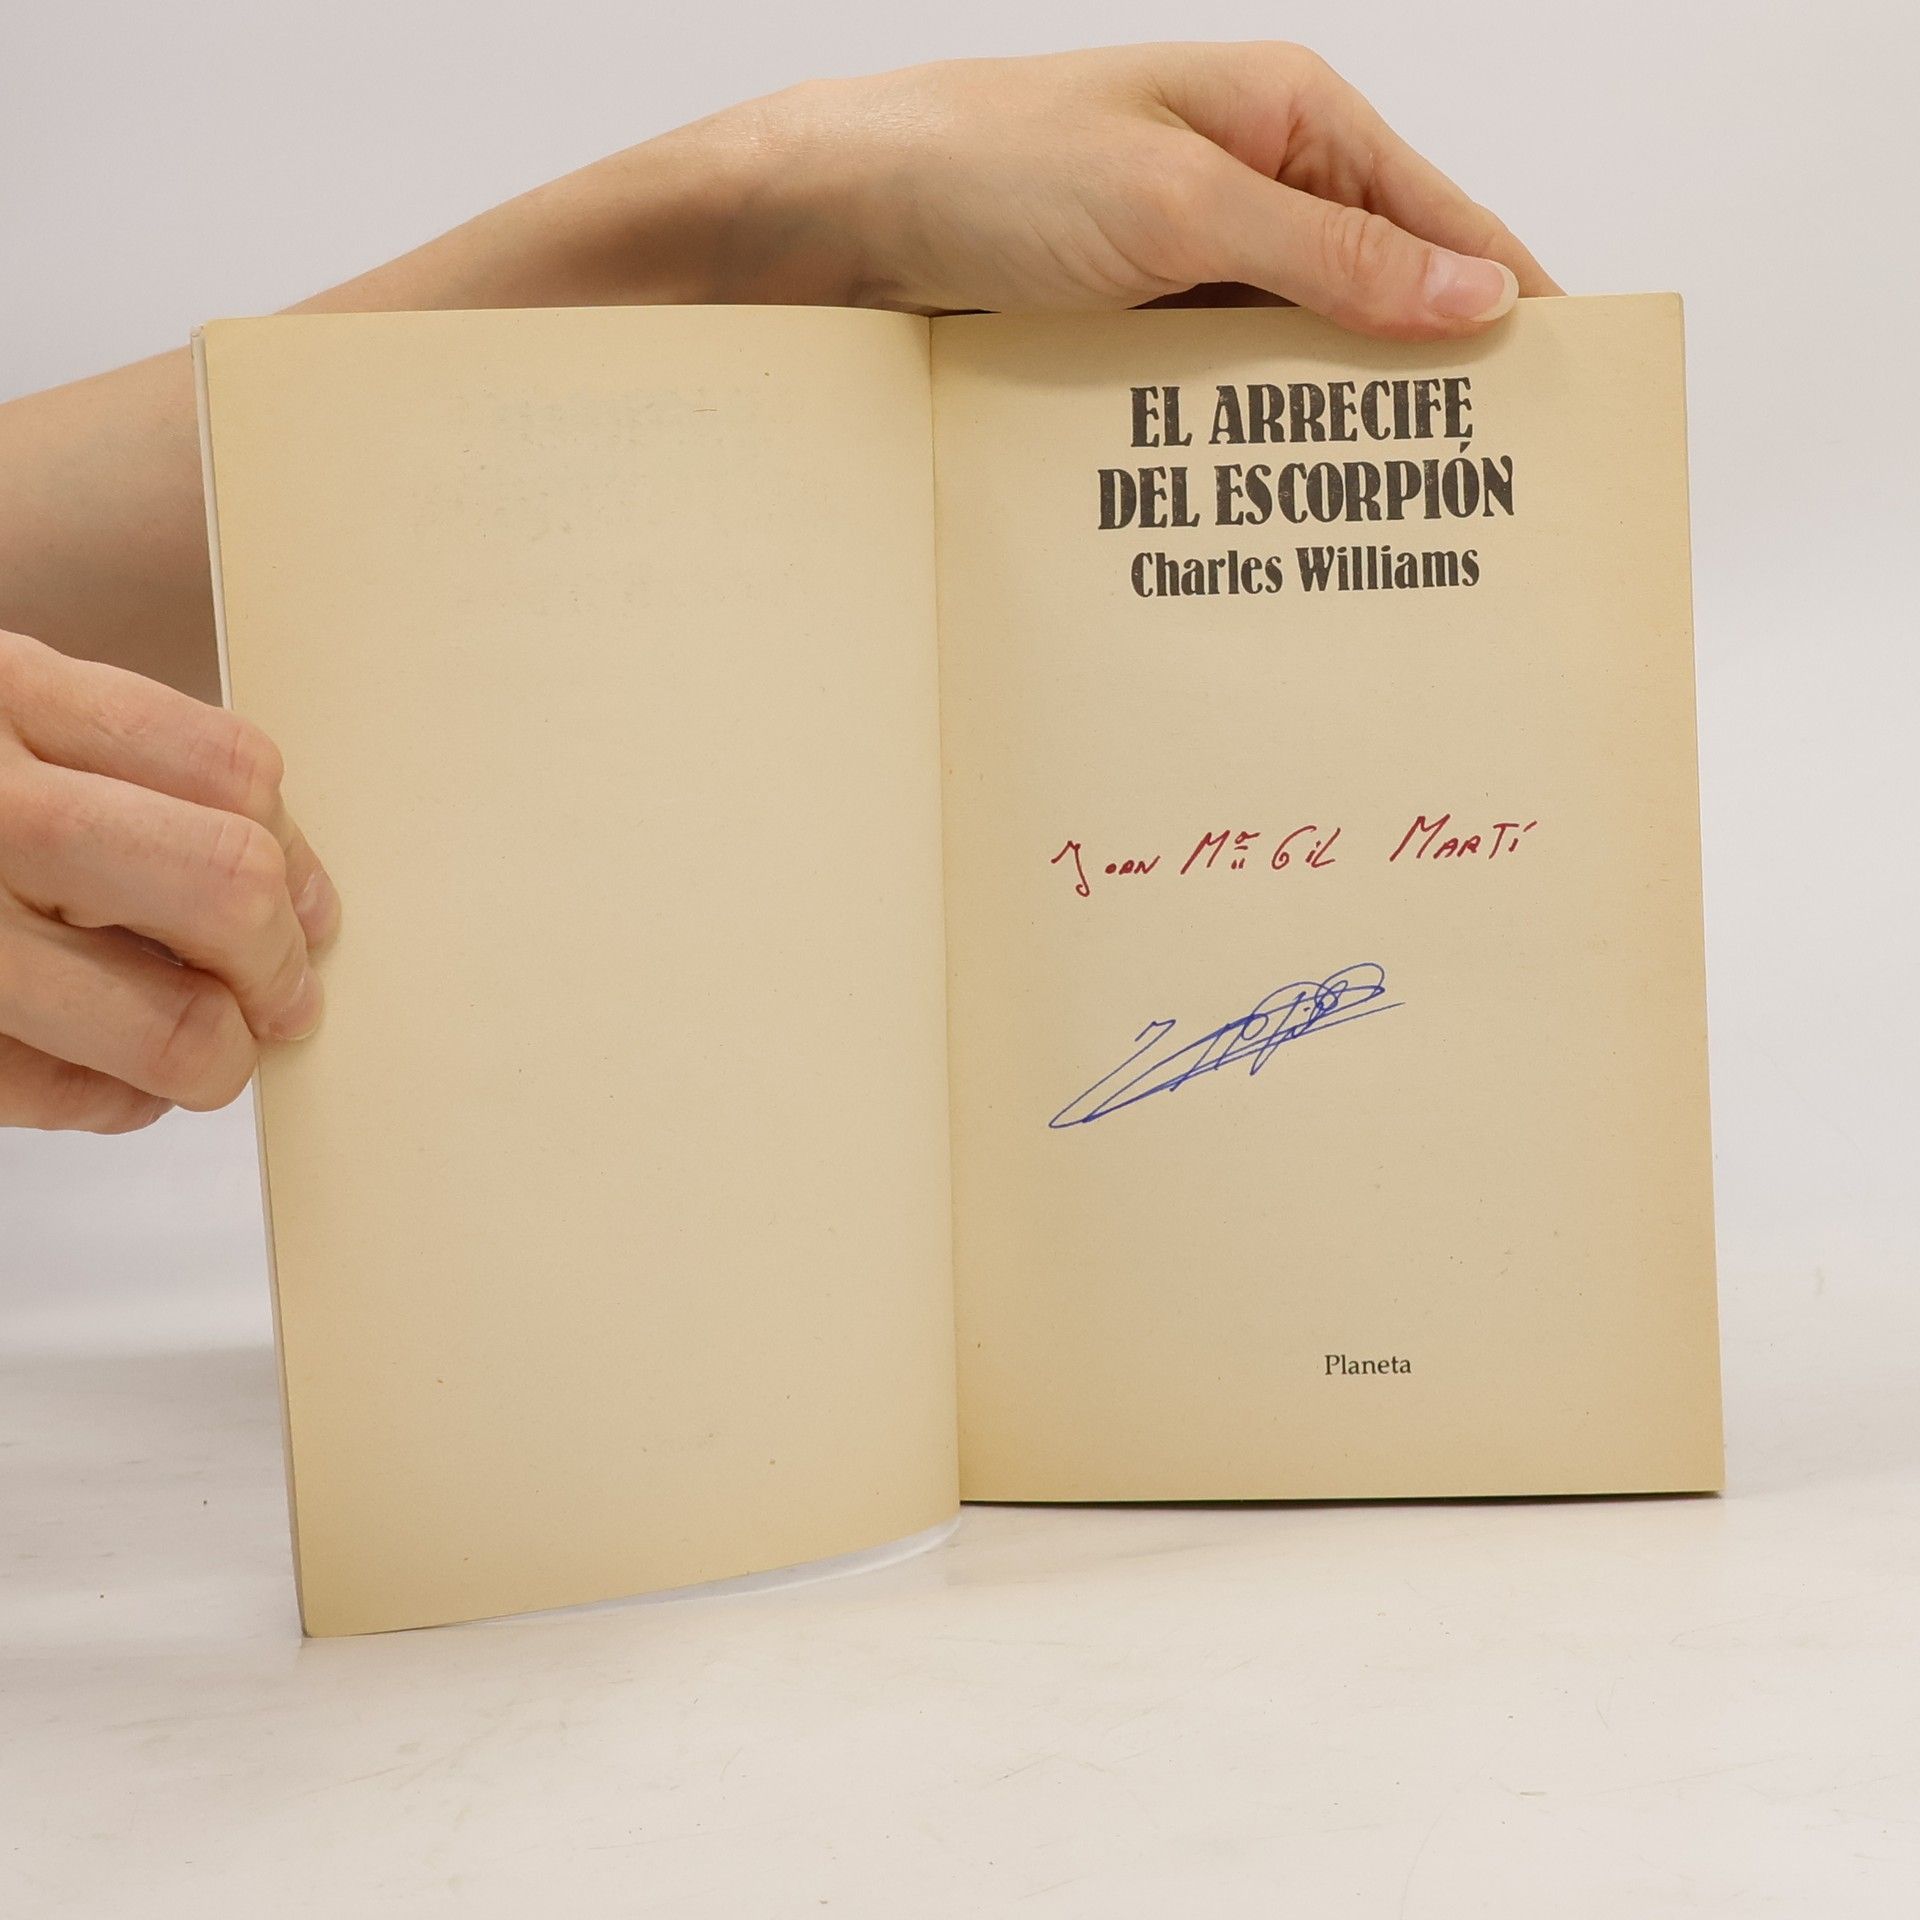 EL ARRECIFE
DEL ESCORPIÓN
Charles Williams
Joan Mª Gil Martí
Planeta